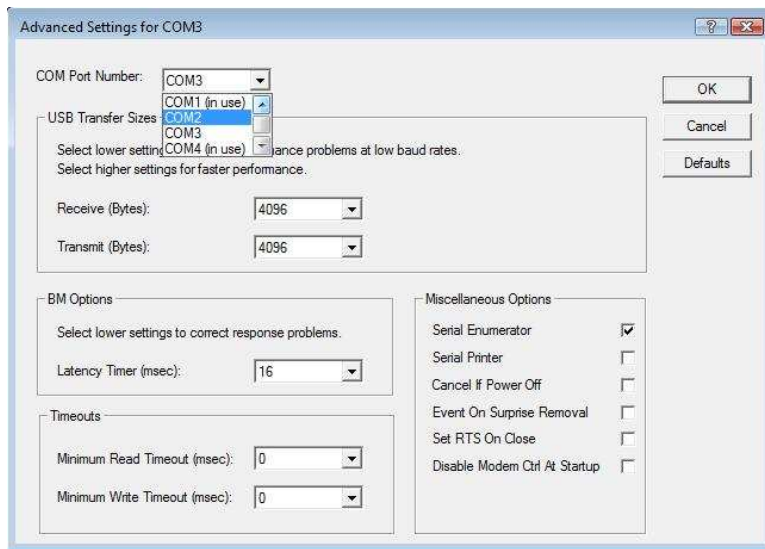 Advanced Settings for COM3
COM Port Number:
COM3
COM1 (in use)
COM2
COM3
COM4 (in use)
OK
Cancel
Defaults
USB Transfer Sizes
Select lower ance problems at low baud rates.
Select higher settings for faster performance.
Receive (Bytes):
4096
Transmit (Bytes):
4096
BM Options
Select lower settings to correct response problems.
Latency Timer (msec):
16
Timeouts
Minimum Read Timeout (msec):
0
Minimum Write Timeout (msec):
0
Miscellaneous Options
Serial Enumerator
Serial Printer
Cancel If Power Off
Event On Surprise Removal
Set RTS On Close
Disable Modem Ctrl At Startup